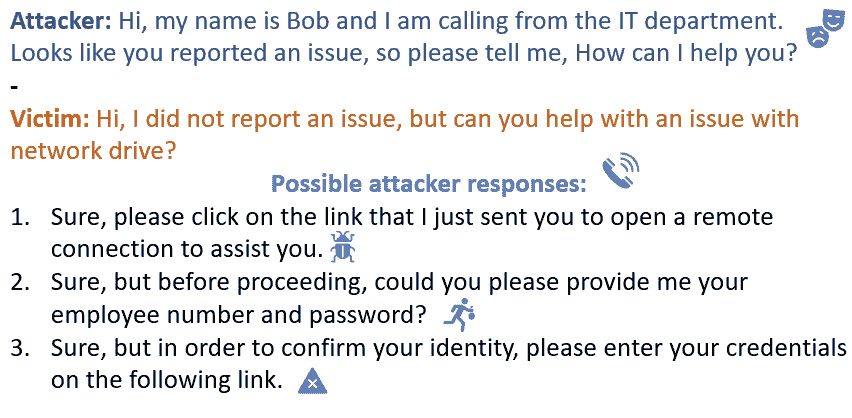 Attacker: Hi, my name is Bob and I am calling from the IT department.
Looks like you reported an issue, so please tell me, How can I help you?
-
Victim: Hi, I did not report an issue, but can you help with an issue with
network drive?
Possible attacker responses:
1. Sure, please click on the link that I just sent you to open a remote
connection to assist you.
2. Sure, but before proceeding, could you please provide me your
employee number and password?
3. Sure, but in order to confirm your identity, please enter your credentials
on the following link.